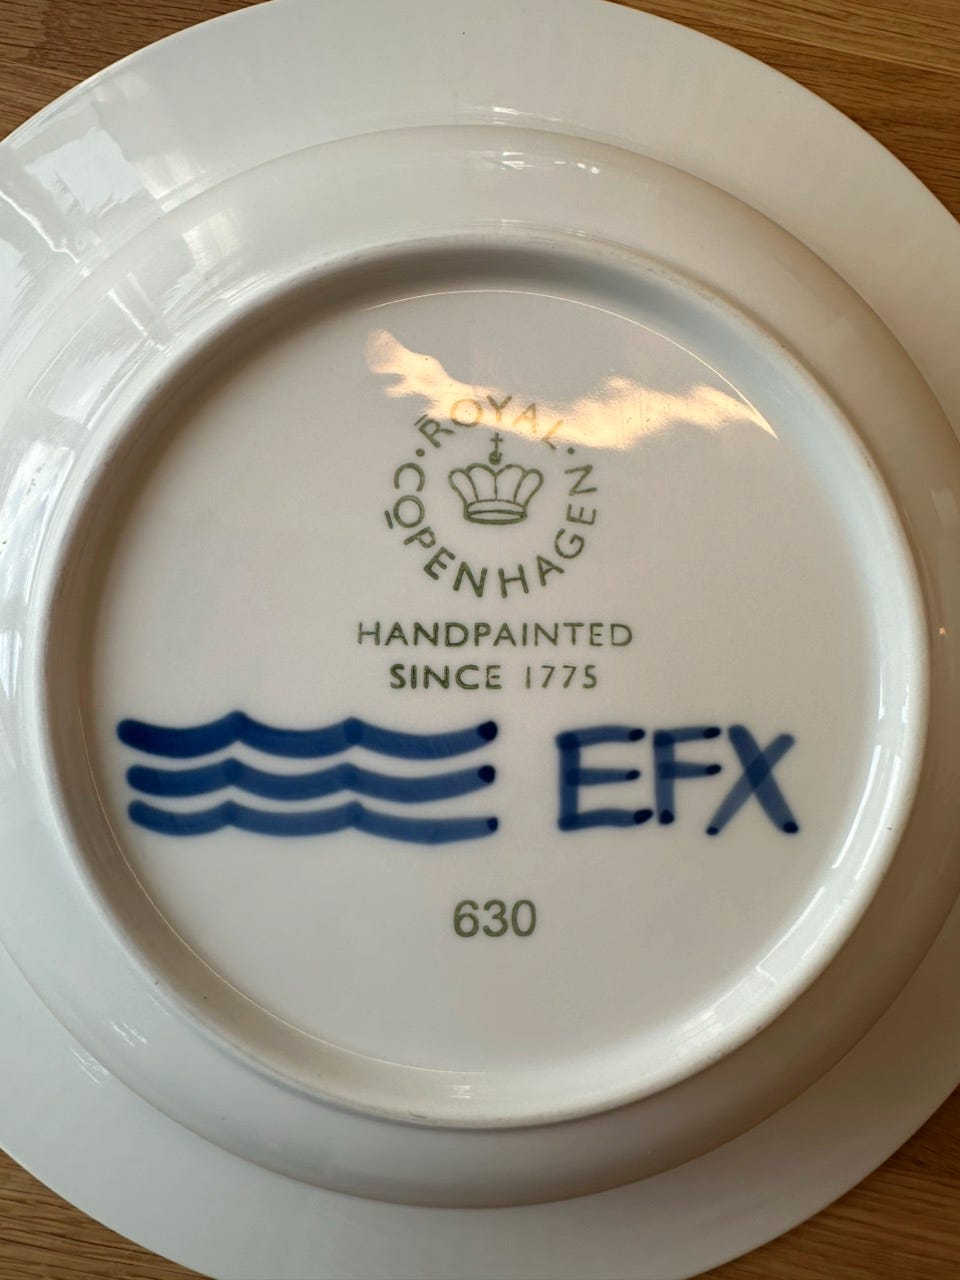 ROYAL
COPENHAGEN
HANDPAINTED
SINCE 1775
EFX
630